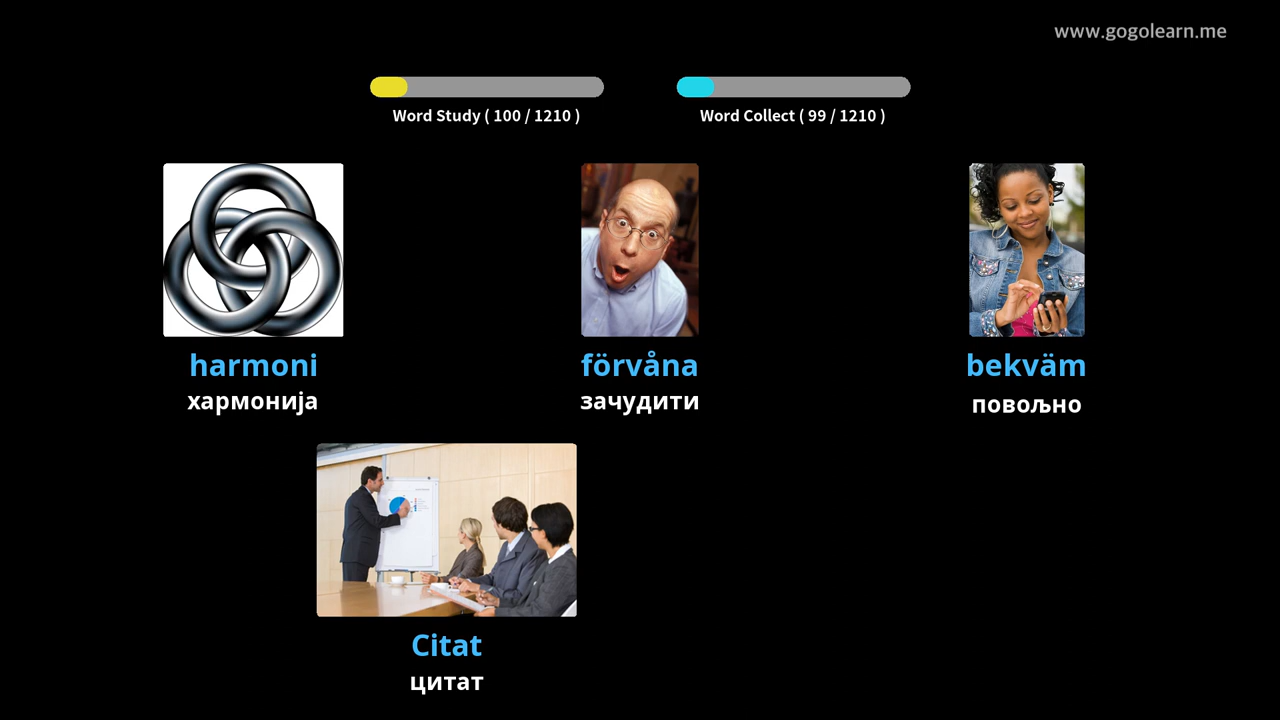 www.gogolearn.me
Word Study ( 100 / 1210 )
Word Collect ( 99 / 1210 )
harmoni
хармонија
förvåna
зачудити
bekväm
повољно
Citat
цитат